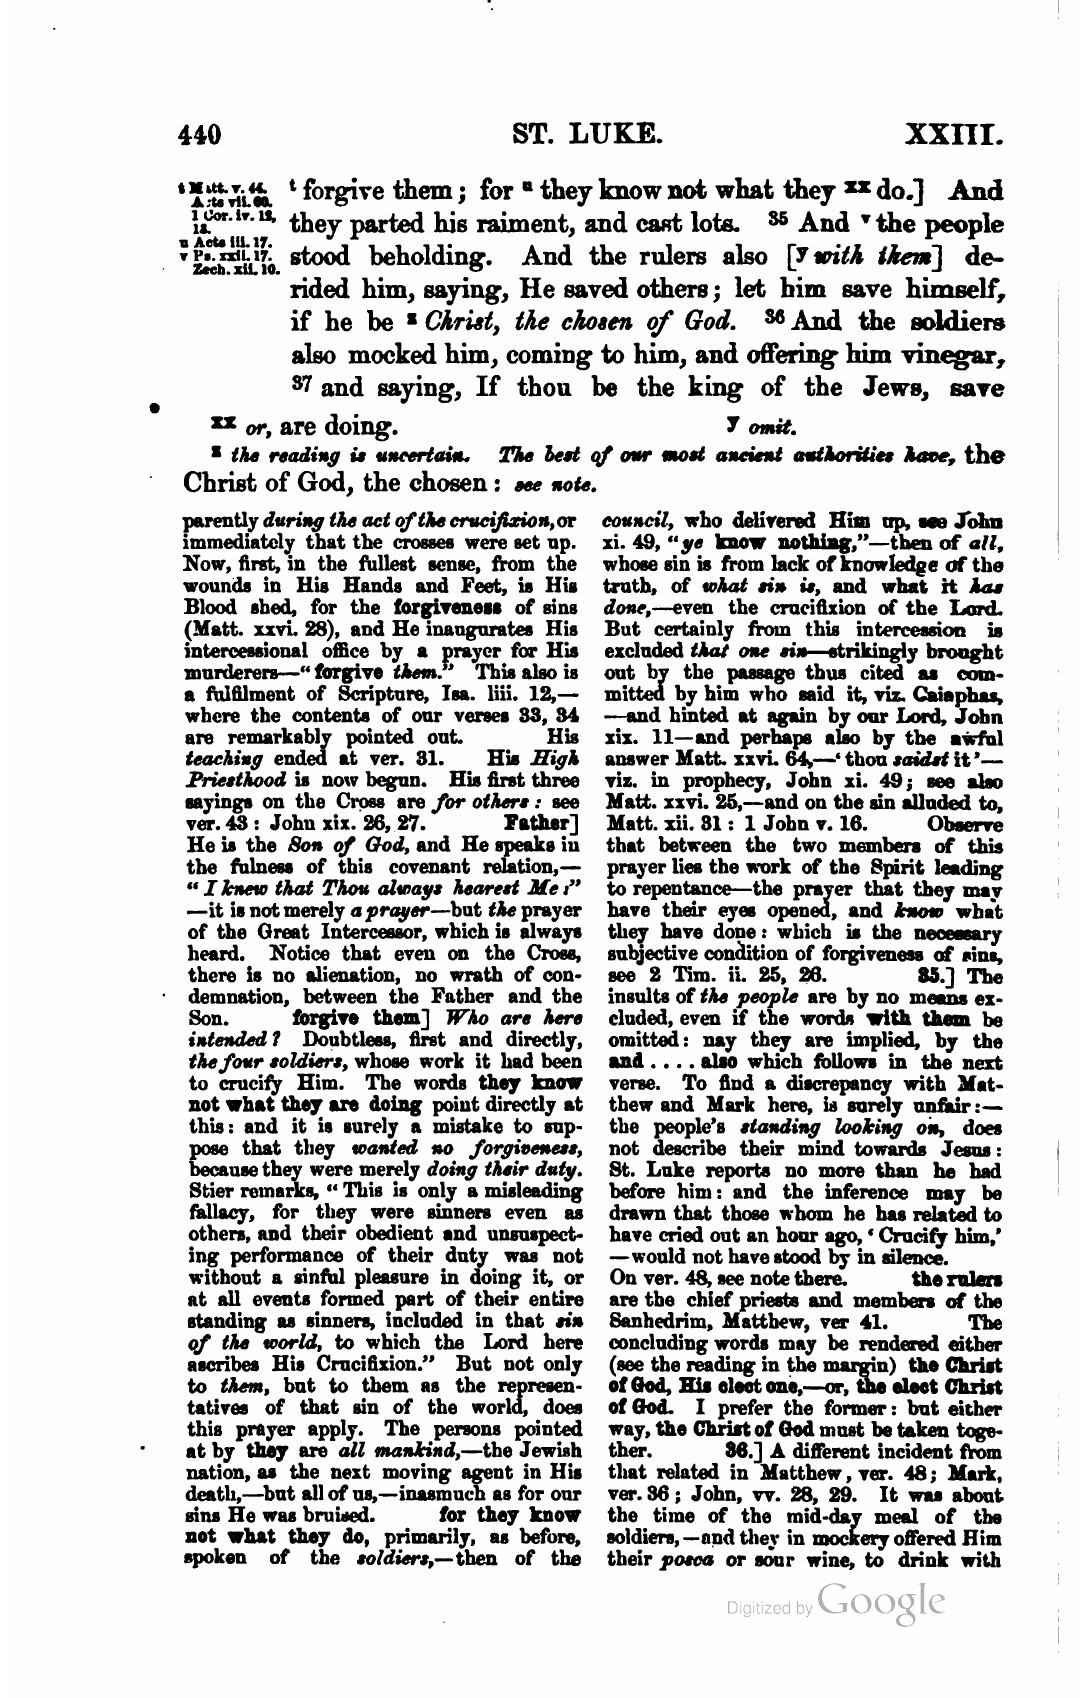 440 ST. LUKE. XXIII.
t Matt. v. 44.
Acts vii. 60.
1 Cor. iv. 12,
13.
u Acts iii. 17.
v Ps. xxii. 17.
Zech. xii. 10.
t forgive them; for u they know not what they xx do.] And
they parted his raiment, and cast lots. 35 And v the people
stood beholding. And the rulers also [y with them] de-
rided him, saying, He saved others; let him save himself,
if he be z Christ, the chosen of God. 36 And the soldiers
also mocked him, coming to him, and offering him vinegar,
37 and saying, If thou be the king of the Jews, save
xx or, are doing. y omit.
z the reading is uncertain. The best of our most ancient authorities have, the
Christ of God, the chosen: see note.
parently during the act of the crucifixion, or
immediately that the crosses were set up.
Now, first, in the fullest sense, from the
wounds in His Hands and Feet, is His
Blood shed, for the forgiveness of sins
(Matt. xxvi. 28), and He inaugurates His
intercessional office by a prayer for His
murderers—“forgive them.” This also is
a fulfilment of Scripture, Isa. liii. 12,—
where the contents of our verses 33, 34
are remarkably pointed out. His
teaching ended at ver. 31. His High
Priesthood is now begun. His first three
sayings on the Cross are for others: see
ver. 43: John xix. 26, 27. Father]
He is the Son of God, and He speaks in
the fulness of this covenant relation,—
“I knew that Thou always hearest Me:”
—it is not merely a prayer—but the prayer
of the Great Intercessor, which is always
heard. Notice that even on the Cross,
there is no alienation, no wrath of con-
demnation, between the Father and the
Son. forgive them] Who are here
intended? Doubtless, first and directly,
the four soldiers, whose work it had been
to crucify Him. The words they know
not what they are doing point directly at
this: and it is surely a mistake to sup-
pose that they wanted no forgiveness,
because they were merely doing their duty.
Stier remarks, “This is only a misleading
fallacy, for they were sinners even as
others, and their obedient and unsuspect-
ing performance of their duty was not
without a sinful pleasure in doing it, or
at all events formed part of their entire
standing as sinners, included in that sin
of the world, to which the Lord here
ascribes His Crucifixion.” But not only
to them, but to them as the represen-
tatives of that sin of the world, does
this prayer apply. The persons pointed
at by they are all mankind,—the Jewish
nation, as the next moving agent in His
death,—but all of us,—inasmuch as for our
sins He was bruised. for they know
not what they do, primarily, as before,
spoken of the soldiers,—then of the
council, who delivered Him up, see John
xi. 49, “ye know nothing,”—then of all,
whose sin is from lack of knowledge of the
truth, of what sin is, and what it has
done,—even the crucifixion of the Lord.
But certainly from this intercession is
excluded that one sin—strikingly brought
out by the passage thus cited as com-
mitted by him who said it, viz. Caiaphas,
—and hinted at again by our Lord, John
xix. 11—and perhaps also by the awful
answer Matt. xxvi. 64,—‘thou saidst it’—
viz. in prophecy, John xi. 49; see also
Matt. xxvi. 25,—and on the sin alluded to,
Matt. xii. 31: 1 John v. 16. Observe
that between the two members of this
prayer lies the work of the Spirit leading
to repentance—the prayer that they may
have their eyes opened, and know what
they have done: which is the necessary
subjective condition of forgiveness of sins,
see 2 Tim. ii. 25, 26. 35.] The
insults of the people are by no means ex-
cluded, even if the words with them be
omitted: nay they are implied, by the
and . . . . also which follows in the next
verse. To find a discrepancy with Mat-
thew and Mark here, is surely unfair:—
the people’s standing looking on, does
not describe their mind towards Jesus:
St. Luke reports no more than he had
before him: and the inference may be
drawn that those whom he has related to
have cried out an hour ago, ‘Crucify him,’
—would not have stood by in silence.
On ver. 48, see note there. the rulers
are the chief priests and members of the
Sanhedrim, Matthew, ver 41. The
concluding words may be rendered either
(see the reading in the margin) the Christ
of God, His elect one,—or, the elect Christ
of God. I prefer the former: but either
way, the Christ of God must be taken toge-
ther. 36.] A different incident from
that related in Matthew, ver. 48; Mark,
ver. 36; John, vv. 28, 29. It was about
the time of the mid-day meal of the
soldiers,—and they in mockery offered Him
their posca or sour wine, to drink with
Digitized by Google